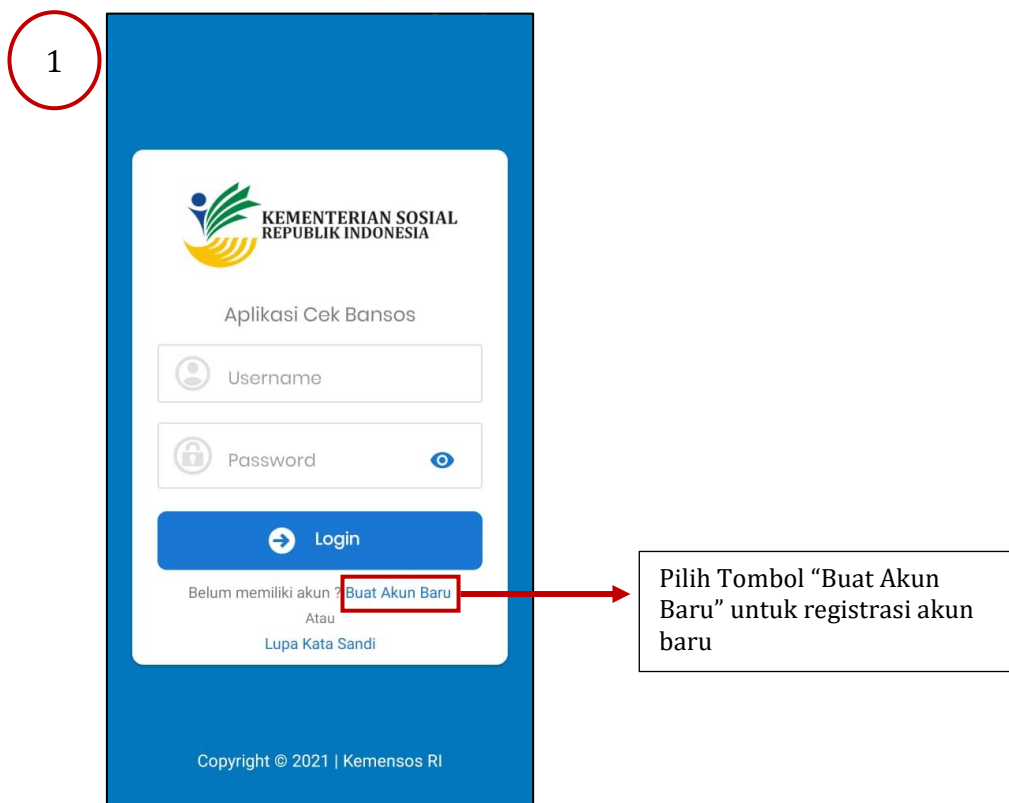 1
KEMENTERIAN SOSIAL
REPUBLIK INDONESIA
Aplikasi Cek Bansos
Username
Password
Login
Belum memiliki akun ? Buat Akun Baru
Atau
Lupa Kata Sandi
Copyright © 2021 | Kemensos RI
Pilih Tombol “Buat Akun
Baru” untuk registrasi akun
baru